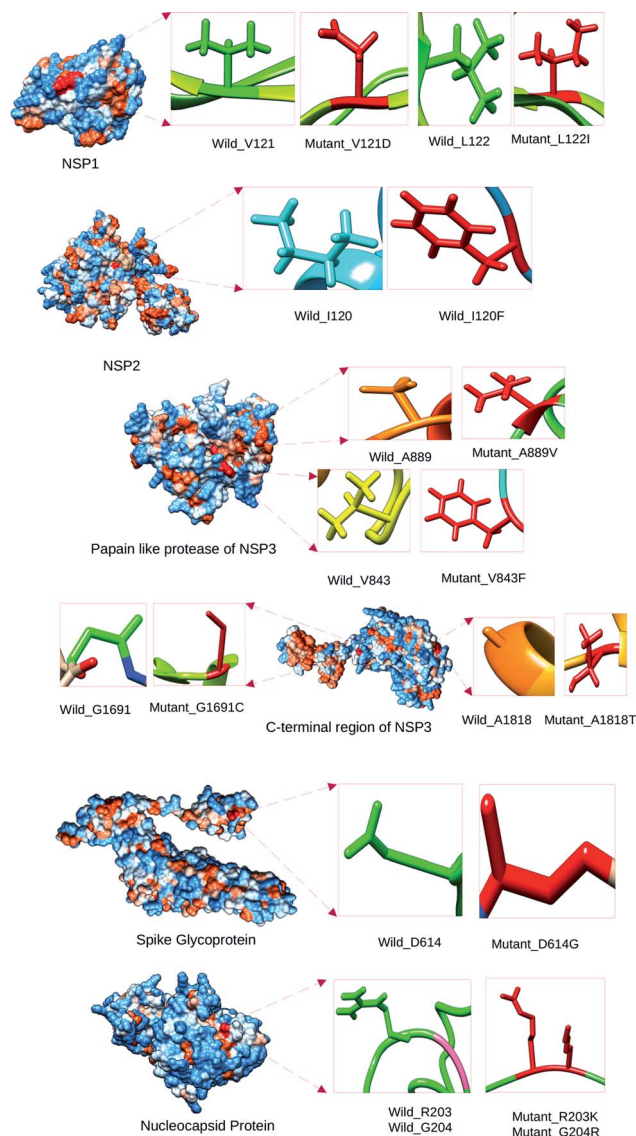 Wild_V121 Mutant_V121D Wild_L122 Mutant_L122I
NSP1
Wild_I120 Wild_I120F
NSP2
Wild_A889 Mutant_A889V
Papain like protease of NSP3
Wild_V843 Mutant_V843F
Wild_G1691 Mutant_G1691C
C-terminal region of NSP3
Wild_A1818 Mutant_A1818T
Spike Glycoprotein
Wild_D614 Mutant_D614G
Nucleocapsid Protein
Wild_R203 Mutant_R203K
Wild_G204 Mutant_G204R